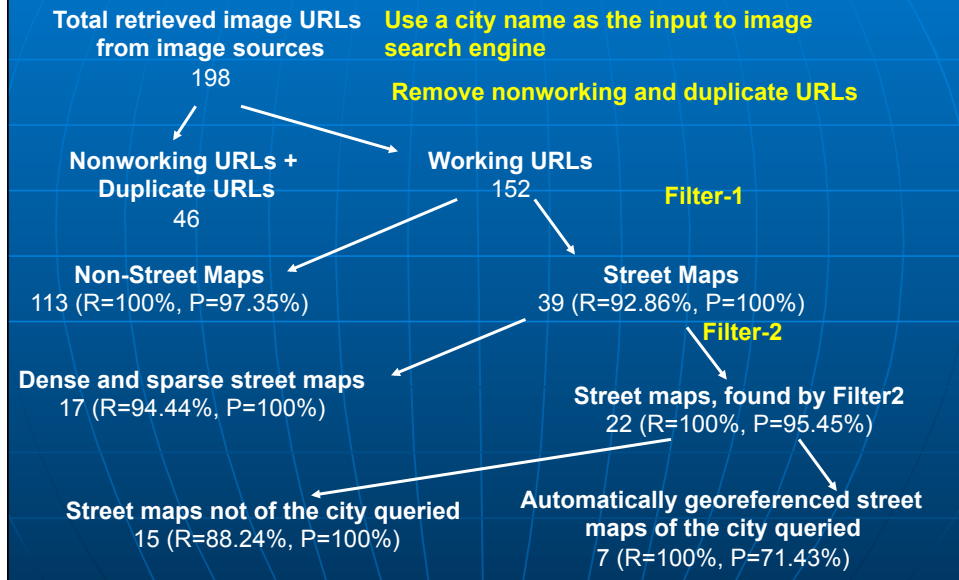 Total retrieved image URLs
from image sources
198
Use a city name as the input to image
search engine
Remove nonworking and duplicate URLs
Nonworking URLs +
Duplicate URLs
46
Working URLs
152
Filter-1
Non-Street Maps
113 (R=100%, P=97.35%)
Street Maps
39 (R=92.86%, P=100%)
Filter-2
Dense and sparse street maps
17 (R=94.44%, P=100%)
Street maps, found by Filter2
22 (R=100%, P=95.45%)
Street maps not of the city queried
15 (R=88.24%, P=100%)
Automatically georeferenced street
maps of the city queried
7 (R=100%, P=71.43%)